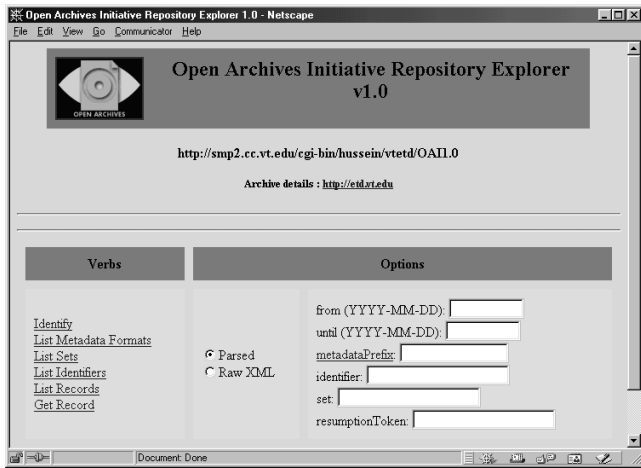 Open Archives Initiative Repository Explorer 1.0 - Netscape
File Edit View Go Communicator Help
OPEN ARCHIVES
Open Archives Initiative Repository Explorer
v1.0
http://smp2.cc.vt.edu/cgi-bin/hussein/vtetd/OAI1.0
Archive details : http://etd.vt.edu
Verbs
Options
Identify
List Metadata Formats
List Sets
List Identifiers
List Records
Get Record
Parsed
Raw XML
from (YYYY-MM-DD):
until (YYYY-MM-DD):
metadataPrefix:
identifier:
set:
resumptionToken:
Document: Done